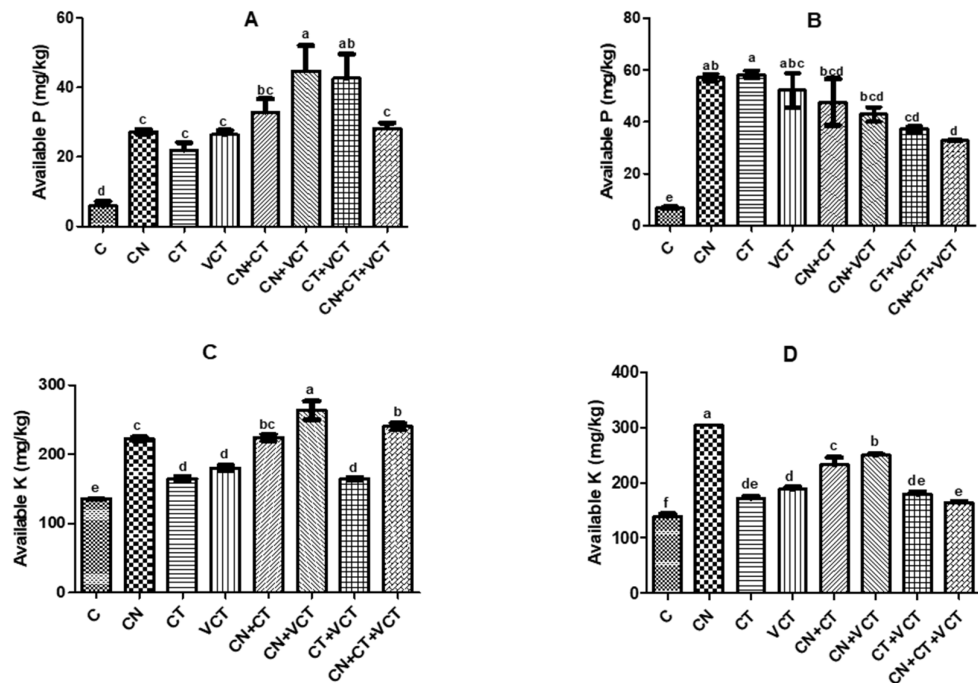 A
Available P (mg/kg)
60
40
20
0
d
c
c
c
bc
a
ab
c
C
CN
CT
VCT
CN+CT
CN+VCT
CT+VCT
CN+CT+VCT
B
Available P (mg/kg)
80
60
40
20
0
e
ab
a
abc
bcd
bcd
cd
d
C
CN
CT
VCT
CN+CT
CN+VCT
CT+VCT
CN+CT+VCT
C
Available K (mg/kg)
300
200
100
0
e
c
d
d
bc
a
d
b
C
CN
CT
VCT
CN+CT
CN+VCT
CT+VCT
CN+CT+VCT
D
Available K (mg/kg)
400
300
200
100
0
f
a
de
d
c
b
de
e
C
CN
CT
VCT
CN+CT
CN+VCT
CT+VCT
CN+CT+VCT